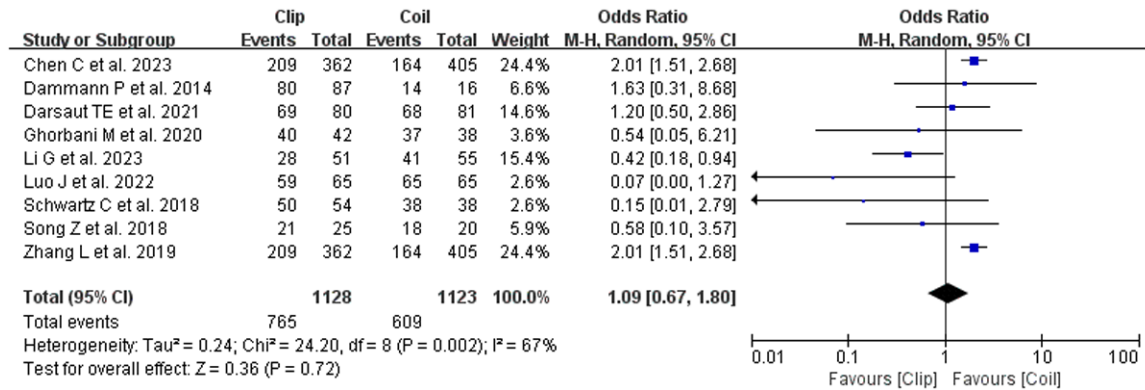 Clip Coil Odds Ratio Odds Ratio
Study or Subgroup Events Total Events Total Weight M-H, Random, 95% CI M-H, Random, 95% CI
Chen C et al. 2023 209 362 164 405 24.4% 2.01 [1.51, 2.68]
Dammann P et al. 2014 80 87 14 16 6.6% 1.63 [0.31, 8.68]
Darsaut TE et al. 2021 69 80 68 81 14.6% 1.20 [0.50, 2.86]
Ghorbani M et al. 2020 40 42 37 38 3.6% 0.54 [0.05, 6.21]
Li G et al. 2023 28 51 41 55 15.4% 0.42 [0.18, 0.94]
Luo J et al. 2022 59 65 65 65 2.6% 0.07 [0.00, 1.27]
Schwartz C et al. 2018 50 54 38 38 2.6% 0.15 [0.01, 2.79]
Song Z et al. 2018 21 25 18 20 5.9% 0.58 [0.10, 3.57]
Zhang L et al. 2019 209 362 164 405 24.4% 2.01 [1.51, 2.68]
Total (95% CI) 1128 1123 100.0% 1.09 [0.67, 1.80]
Total events 765 609
Heterogeneity: Tau² = 0.24; Chi² = 24.20, df = 8 (P = 0.002); I² = 67%
Test for overall effect: Z = 0.36 (P = 0.72)
0.01 0.1 1 10 100
Favours [Clip] Favours [Coil]